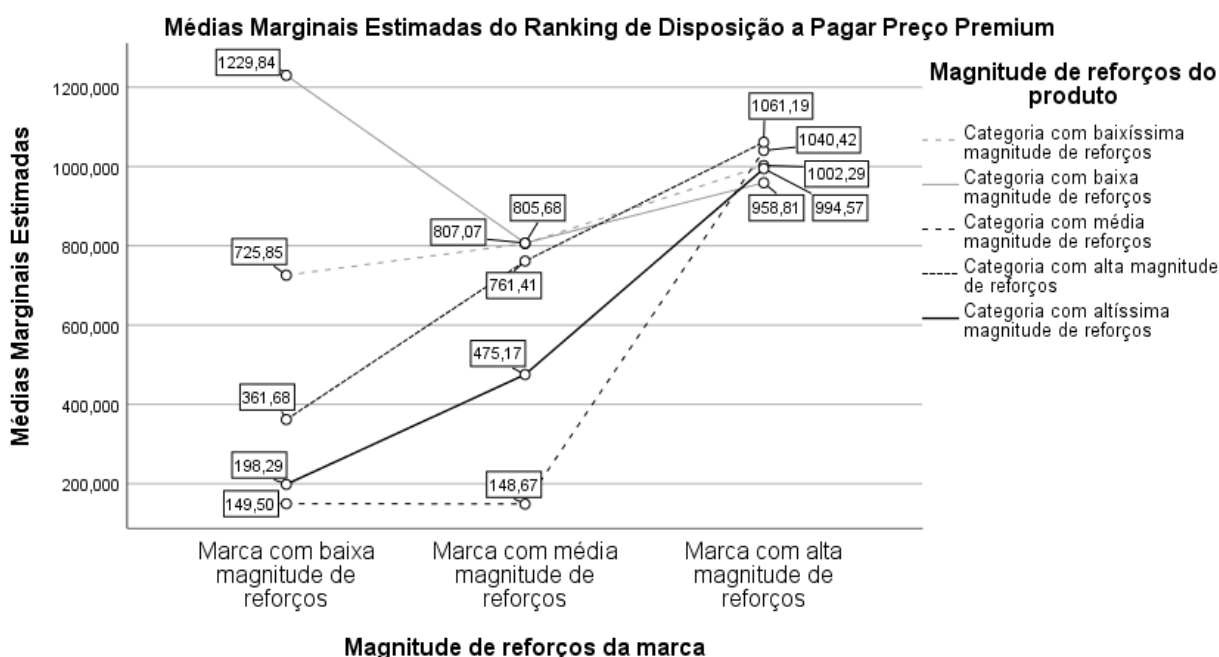 Médias Marginais Estimadas do Ranking de Disposição a Pagar Preço Premium
Médias Marginais Estimadas
1200,000
1000,000
800,000
600,000
400,000
200,000
1229,84
725,85
361,68
198,29
149,50
807,07
805,68
761,41
475,17
148,67
1061,19
1040,42
1002,29
994,57
958,81
Marca com baixa
magnitude de
reforços
Marca com média
magnitude de
reforços
Marca com alta
magnitude de
reforços
Magnitude de reforços da marca
Magnitude de reforços do
produto
Categoria com baixíssima
magnitude de reforços
Categoria com baixa
magnitude de reforços
Categoria com média
magnitude de reforços
Categoria com alta magnitude
de reforços
Categoria com altíssima
magnitude de reforços